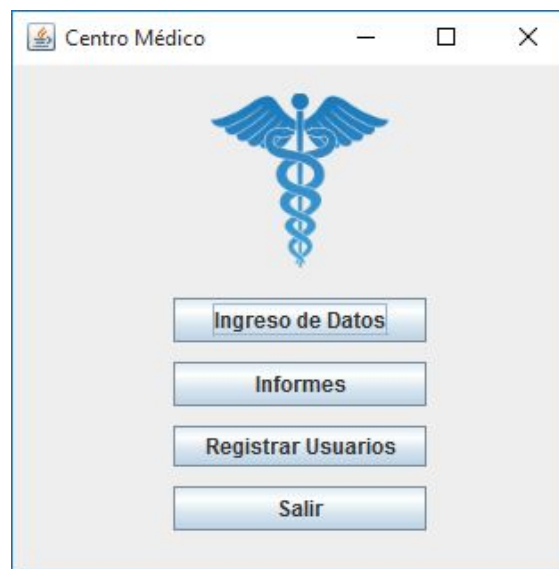 Centro Médico
Ingreso de Datos
Informes
Registrar Usuarios
Salir